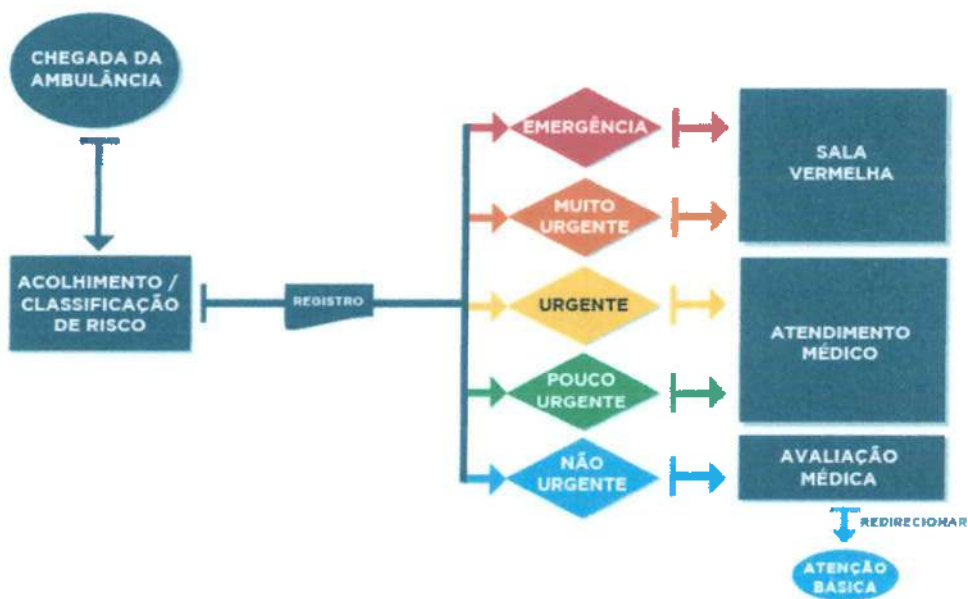 CHEGADA DA
AMBULÂNCIA
ACOLHIMENTO /
CLASSIFICAÇÃO
DE RISCO
REGISTRO
EMERGÊNCIA
MUITO
URGENTE
URGENTE
POUCO
URGENTE
NÃO
URGENTE
SALA
VERMELHA
ATENDIMENTO
MÉDICO
AVALIAÇÃO
MÉDICA
REDIRECIONAR
ATENÇÃO
BÁSICA